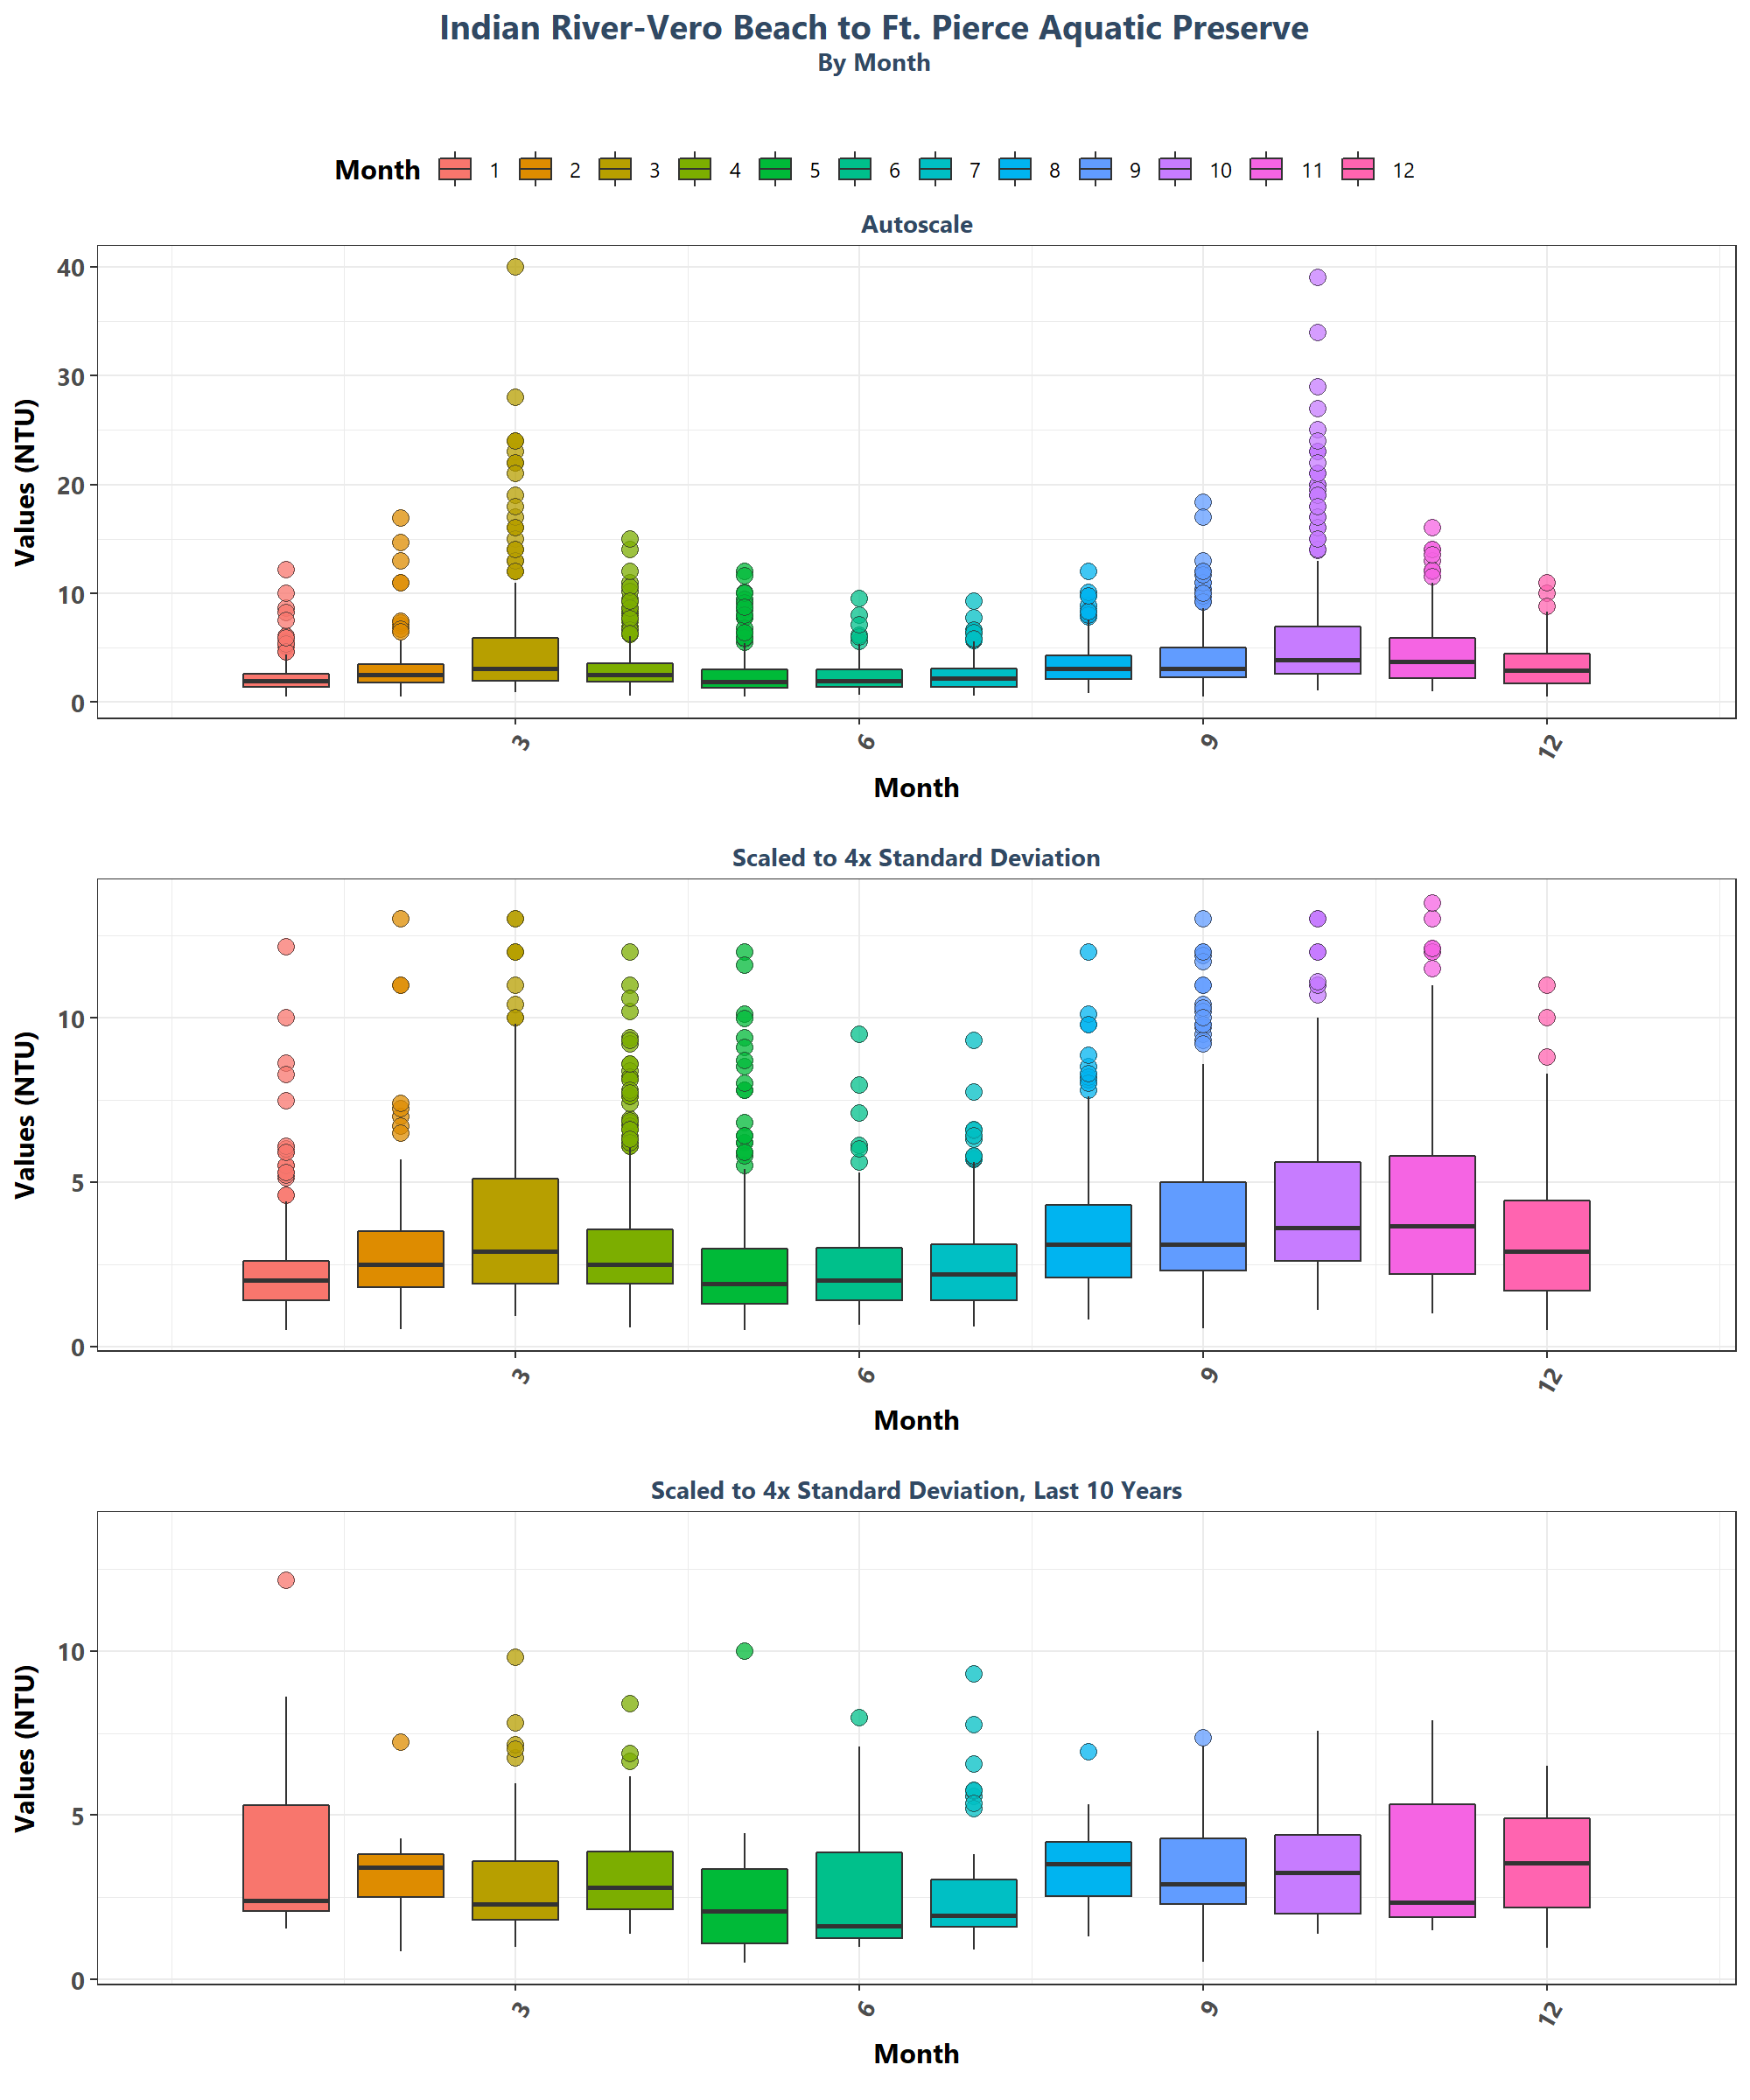 Indian River-Vero Beach to Ft. Pierce Aquatic Preserve
By Month
Month 1 2 3 4 5 6 7 8 9 10 11 12
Autoscale
Values (NTU)
40
30
20
10
0
3 6 9 12
Month
Scaled to 4x Standard Deviation
Values (NTU)
10
5
0
3 6 9 12
Month
Scaled to 4x Standard Deviation, Last 10 Years
Values (NTU)
10
5
0
3 6 9 12
Month